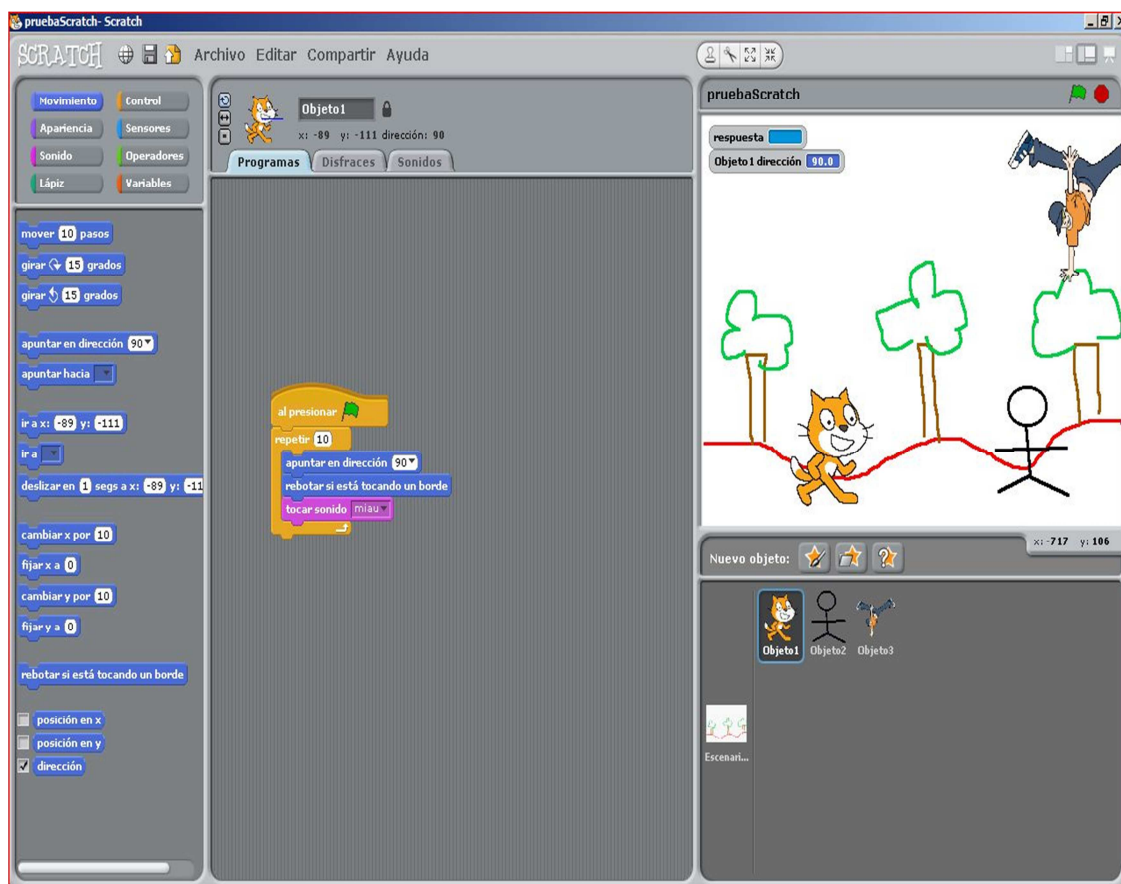 pruebaScratch- Scratch
SCRATCH Archivo Editar Compartir Ayuda
Movimiento Control
Apariencia Sensores
Sonido Operadores
Lápiz Variables
mover 10 pasos
girar 15 grados
girar 15 grados
apuntar en dirección 90
apuntar hacia
ir a x: -89 y: -111
ir a
deslizar en 1 segs a x: -89 y: -11
cambiar x por 10
fijar x a 0
cambiar y por 10
fijar y a 0
rebotar si está tocando un borde
posición en x
posición en y
dirección
Objeto1
x: -89 y: -111 dirección: 90
Programas Disfraces Sonidos
al presionar
repetir 10
apuntar en dirección 90
rebotar si está tocando un borde
tocar sonido miau
pruebaScratch
respuesta
Objeto1 dirección 90.0
x: -717 y: 106
Nuevo objeto:
Objeto1 Objeto2 Objeto3
Escenari...